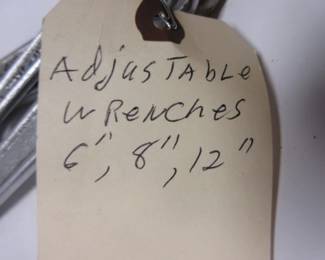 AdjusTABLE
WRENCHES
6", 8", 12"